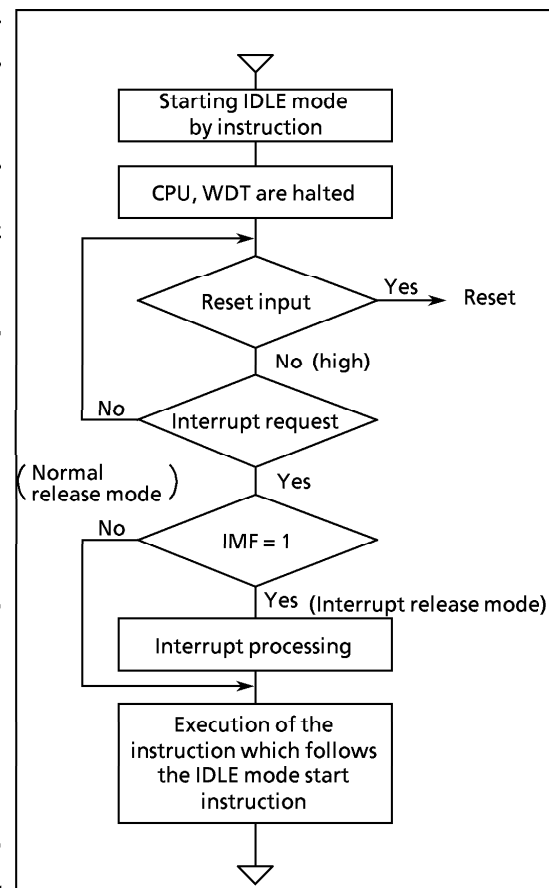 Starting IDLE mode
by instruction
CPU, WDT are halted
Reset input
Yes
Reset
No (high)
No
Interrupt request
(Normal
release mode)
Yes
No
IMF = 1
Yes (Interrupt release mode)
Interrupt processing
Execution of the
instruction which follows
the IDLE mode start
instruction